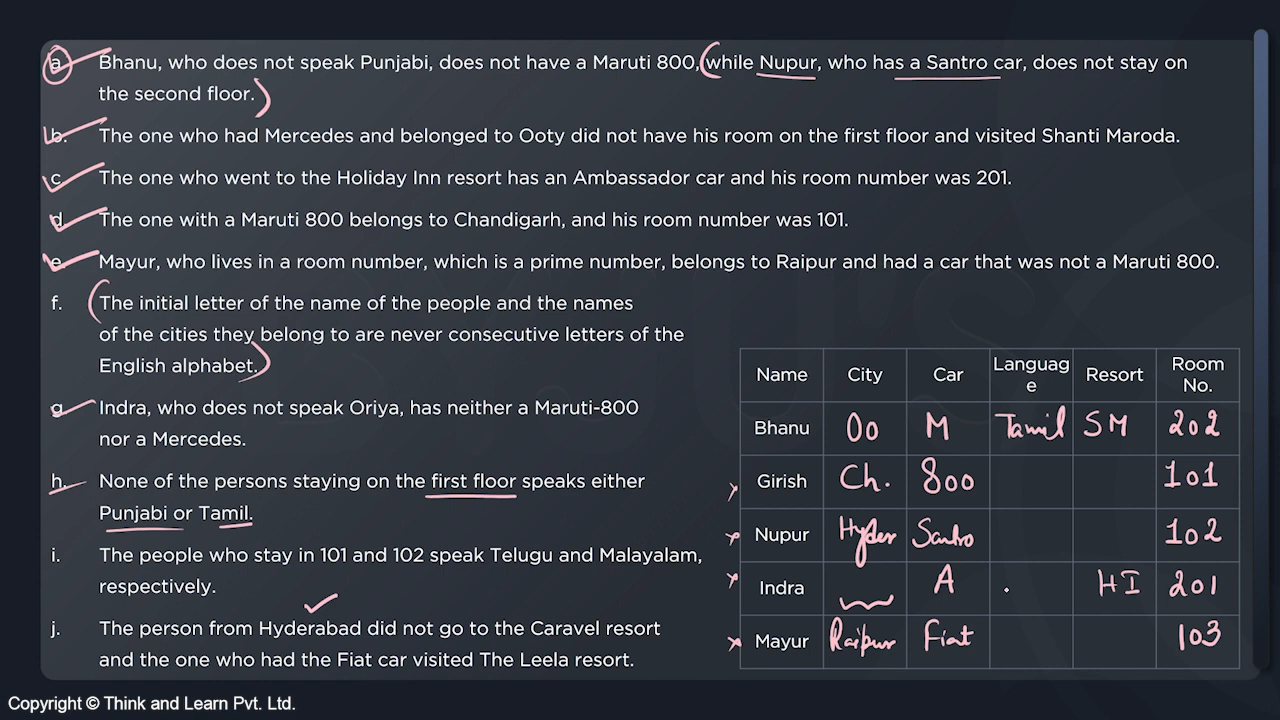 a. Bhanu, who does not speak Punjabi, does not have a Maruti 800, while Nupur, who has a Santro car, does not stay on
the second floor.
b. The one who had Mercedes and belonged to Ooty did not have his room on the first floor and visited Shanti Maroda.
c. The one who went to the Holiday Inn resort has an Ambassador car and his room number was 201.
d. The one with a Maruti 800 belongs to Chandigarh, and his room number was 101.
e. Mayur, who lives in a room number, which is a prime number, belongs to Raipur and had a car that was not a Maruti 800.
f. The initial letter of the name of the people and the names
of the cities they belong to are never consecutive letters of the
English alphabet.
g. Indra, who does not speak Oriya, has neither a Maruti-800
nor a Mercedes.
h. None of the persons staying on the first floor speaks either
Punjabi or Tamil.
i. The people who stay in 101 and 102 speak Telugu and Malayalam,
respectively.
j. The person from Hyderabad did not go to the Caravel resort
and the one who had the Fiat car visited The Leela resort.
Name City Car Languag
e Resort Room
No.
Bhanu Oo M Tamil SM 202
Girish Ch. 800 101
Nupur Hyder Santro 102
Indra A HI 201
Mayur Raipur Fiat 103
Copyright © Think and Learn Pvt. Ltd.